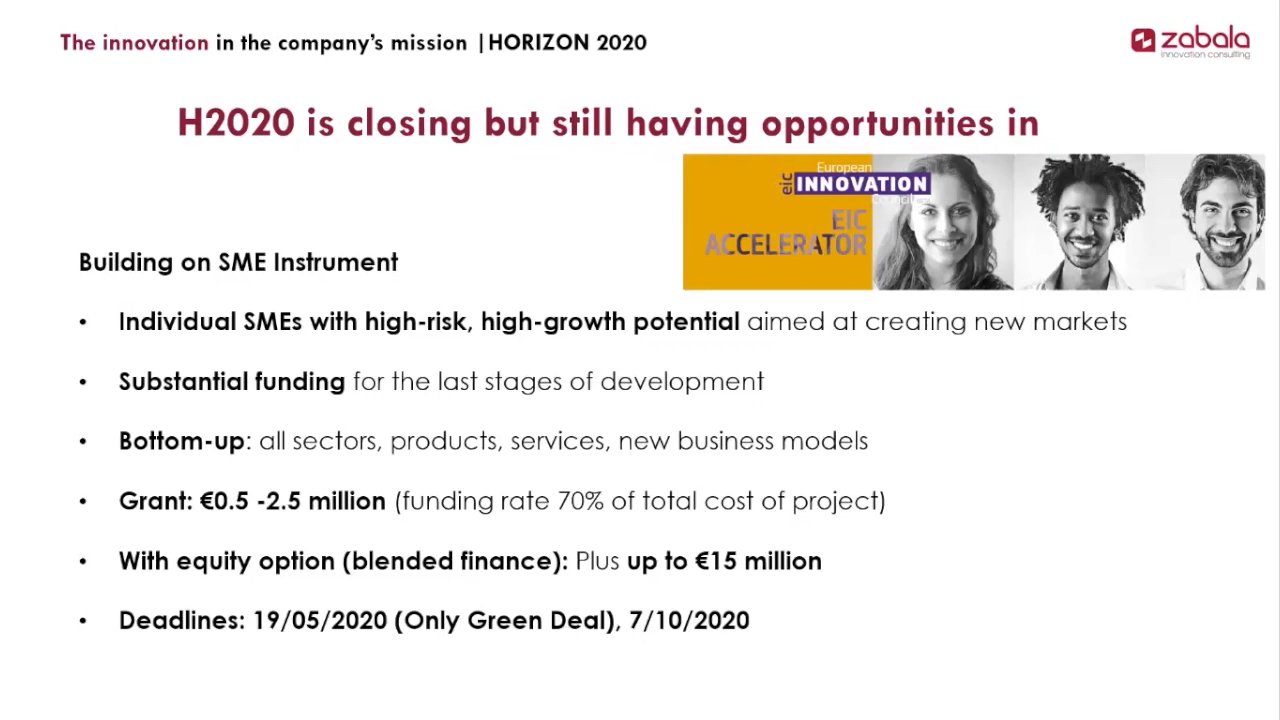 The innovation in the company's mission |HORIZON 2020
zabala
innovation consulting
H2020 is closing but still having opportunities in
European
eic INNOVATION
Council
EIC
ACCELERATOR
Building on SME Instrument
• Individual SMEs with high-risk, high-growth potential aimed at creating new markets
• Substantial funding for the last stages of development
• Bottom-up: all sectors, products, services, new business models
• Grant: €0.5 -2.5 million (funding rate 70% of total cost of project)
• With equity option (blended finance): Plus up to €15 million
• Deadlines: 19/05/2020 (Only Green Deal), 7/10/2020